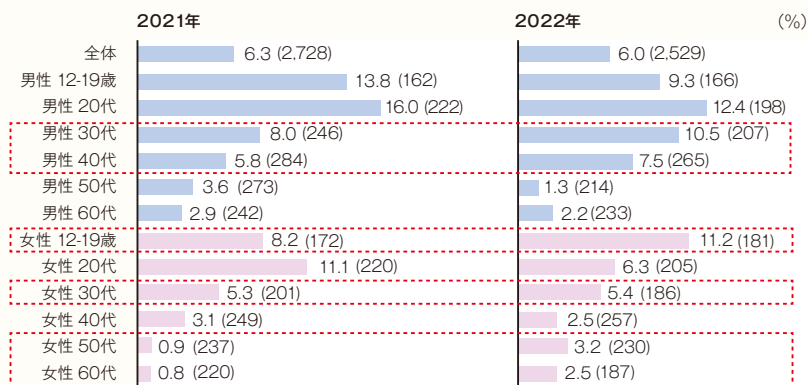 2021年 2022年 (%)
全体 6.3 (2,728) 6.0 (2,529)
男性 12-19歳 13.8 (162) 9.3 (166)
男性 20代 16.0 (222) 12.4 (198)
男性 30代 8.0 (246) 10.5 (207)
男性 40代 5.8 (284) 7.5 (265)
男性 50代 3.6 (273) 1.3 (214)
男性 60代 2.9 (242) 2.2 (233)
女性 12-19歳 8.2 (172) 11.2 (181)
女性 20代 11.1 (220) 6.3 (205)
女性 30代 5.3 (201) 5.4 (186)
女性 40代 3.1 (249) 2.5 (257)
女性 50代 0.9 (237) 3.2 (230)
女性 60代 0.8 (220) 2.5 (187)